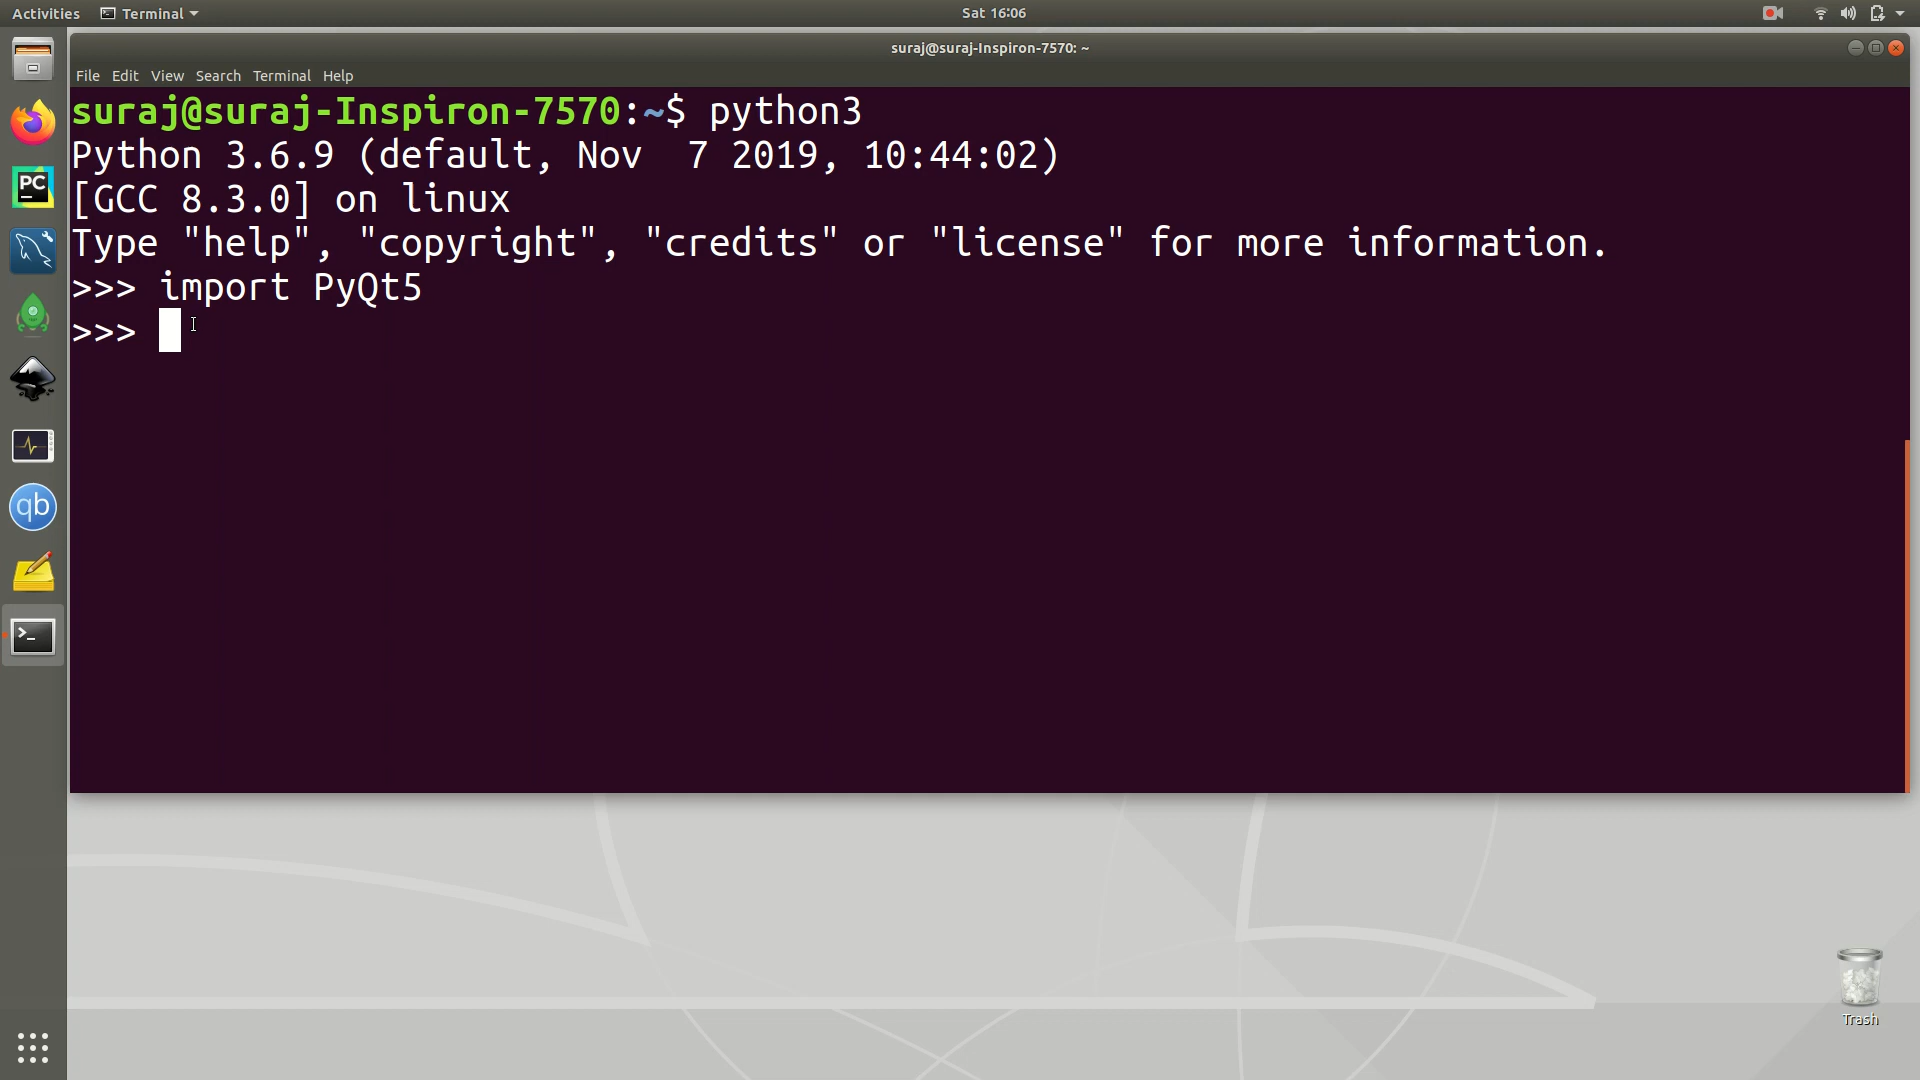 Activities Terminal Sat 16:06
suraj@suraj-Inspiron-7570: ~
File Edit View Search Terminal Help
suraj@suraj-Inspiron-7570:~$ python3
Python 3.6.9 (default, Nov  7 2019, 10:44:02)
[GCC 8.3.0] on linux
Type "help", "copyright", "credits" or "license" for more information.
>>> import PyQt5
>>>
PC
qb
>_
Trash